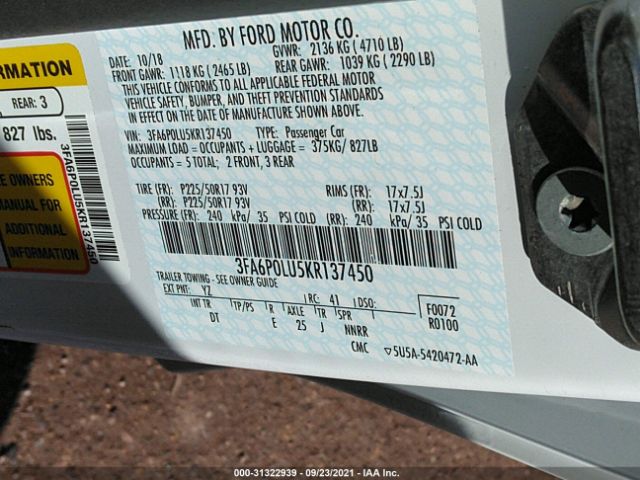 MFD. BY FORD MOTOR CO.
DATE: 10/18 GVWR: 2136 KG ( 4710 LB)
FRONT GAWR: 1118 KG ( 2465 LB) REAR GAWR: 1039 KG ( 2290 LB)
THIS VEHICLE CONFORMS TO ALL APPLICABLE FEDERAL MOTOR
VEHICLE SAFETY, BUMPER, AND THEFT PREVENTION STANDARDS
IN EFFECT ON THE DATE OF MANUFACTURE SHOWN ABOVE.
VIN: 3FA6P0LU5KR137450 TYPE: Passenger Car
MAXIMUM LOAD = OCCUPANTS + LUGGAGE = 375KG/ 827LB
OCCUPANTS = 5 TOTAL; 2 FRONT, 3 REAR
TIRE (FR): P225/50R17 93V RIMS (FR): 17x7.5J
(RR): P225/50R17 93V (RR): 17x7.5J
PRESSURE (FR): 240 kPa/ 35 PSI COLD (RR): 240 kPa/ 35 PSI COLD
3FA6P0LU5KR137450
TRAILER TOWING - SEE OWNER GUIDE
EXT PNT: YZ RC: 41 DSO:
INT TR TP/PS R AXLE TR SPR
DT E 25 J NNRR
F0072
R0100
CMC ▽5U5A-5420472-AA
FORMATION
REAR: 3
827 lbs.
EE OWNERS
MANUAL FOR
ADDITIONAL
INFORMATION
3FA6P0LU5KR137450
000-31322939 - 09/23/2021 - IAA Inc.